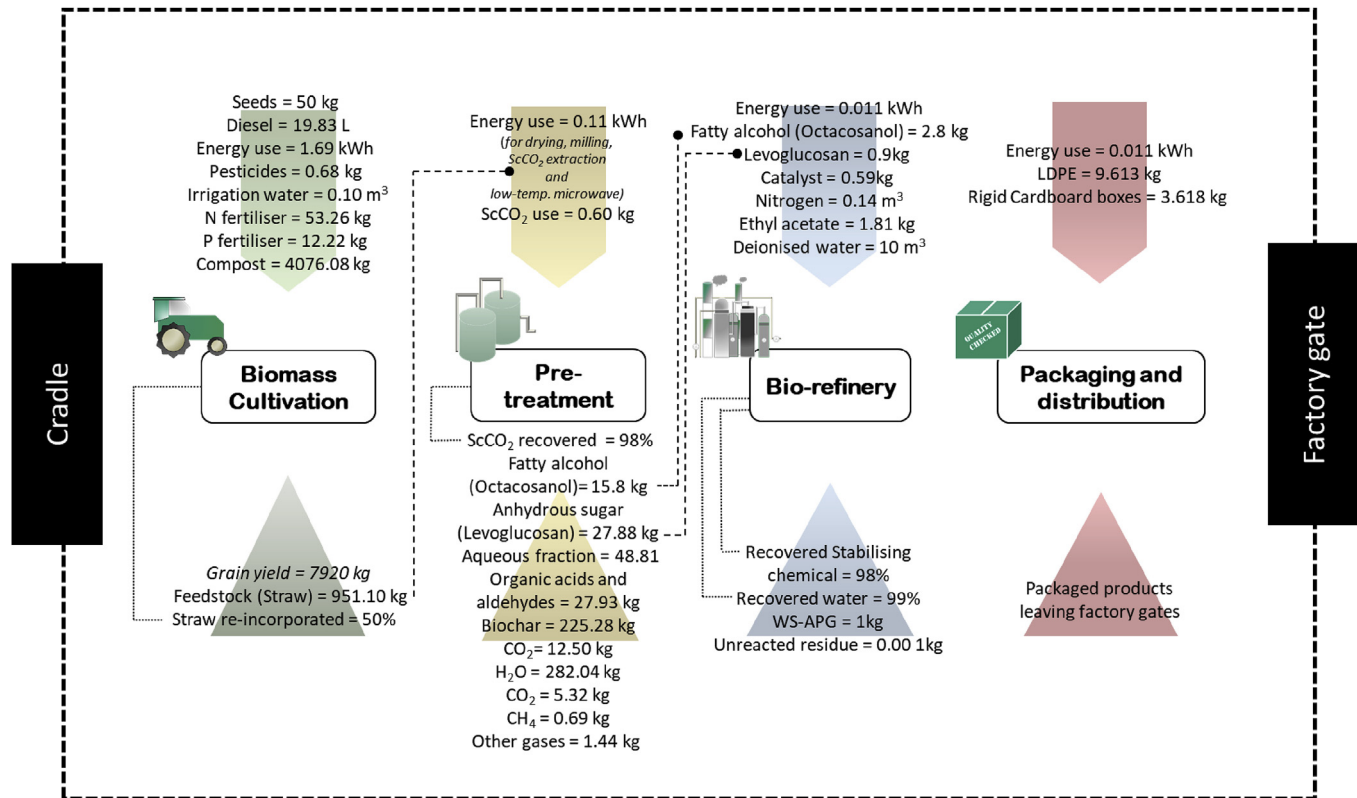 Cradle
Seeds = 50 kg
Diesel = 19.83 L
Energy use = 1.69 kWh
Pesticides = 0.68 kg
Irrigation water = 0.10 m³
N fertiliser = 53.26 kg
P fertiliser = 12.22 kg
Compost = 4076.08 kg
Biomass
Cultivation
Grain yield = 7920 kg
Feedstock (Straw) = 951.10 kg
Straw re-incorporated = 50%
Energy use = 0.11 kWh
(for drying, milling,
ScCO₂ extraction
and
low-temp. microwave)
ScCO₂ use = 0.60 kg
Pre-
treatment
ScCO₂ recovered = 98%
Fatty alcohol
(Octacosanol)= 15.8 kg
Anhydrous sugar
(Levoglucosan) = 27.88 kg
Aqueous fraction = 48.81
Organic acids and
aldehydes = 27.93 kg
Biochar = 225.28 kg
CO₂= 12.50 kg
H₂O = 282.04 kg
CO₂ = 5.32 kg
CH₄ = 0.69 kg
Other gases = 1.44 kg
Energy use = 0.011 kWh
Fatty alcohol (Octacosanol) = 2.8 kg
Levoglucosan = 0.9kg
Catalyst = 0.59kg
Nitrogen = 0.14 m³
Ethyl acetate = 1.81 kg
Deionised water = 10 m³
Bio-refinery
Recovered Stabilising
chemical = 98%
Recovered water = 99%
WS-APG = 1kg
Unreacted residue = 0.00 1kg
Energy use = 0.011 kWh
LDPE = 9.613 kg
Rigid Cardboard boxes = 3.618 kg
QUALITY
CHECKED
Packaging and
distribution
Packaged products
leaving factory gates
Factory gate